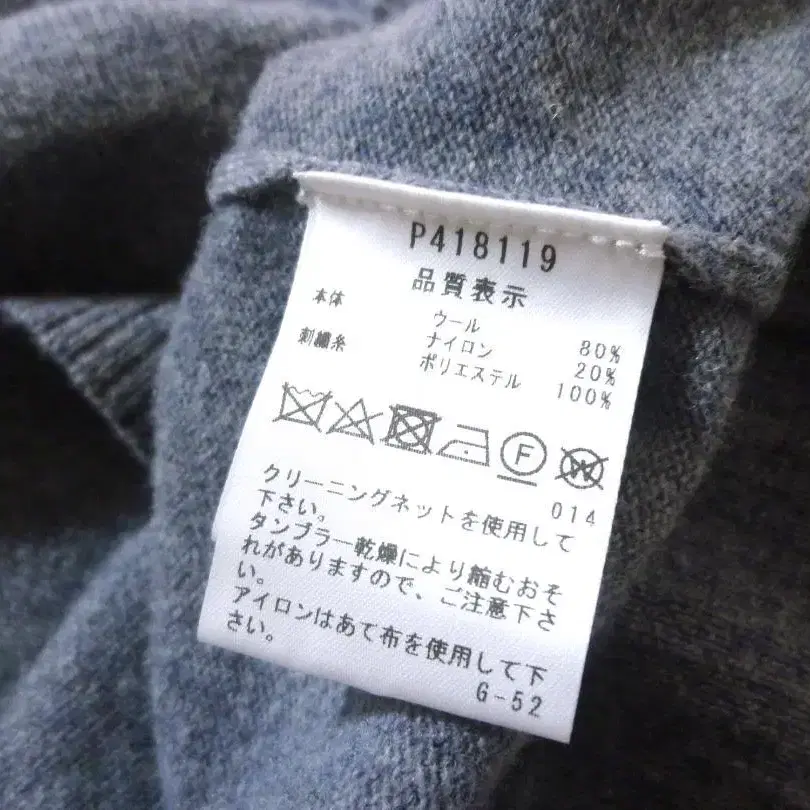 P418119
品質表示
本体 ウール 80%
ナイロン 20%
刺繍糸 ポリエステル 100%
F W
014
クリーニングネットを使用して
下さい。
タンブラー乾燥により縮むおそ
れがありますので、ご注意下さ
い。
アイロンはあて布を使用して下
さい。
G-52